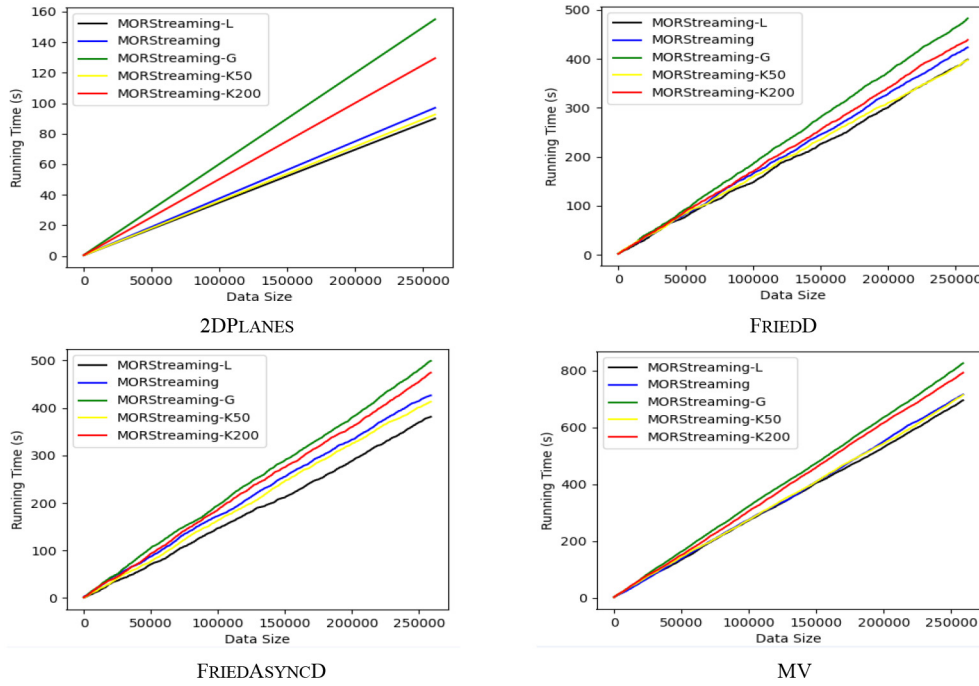 160
140
120
100
80
60
40
20
0
Running Time (s)
MORStreaming-L
MORStreaming
MORStreaming-G
MORStreaming-K50
MORStreaming-K200
0 50000 100000 150000 200000 250000
Data Size
2DPLANES
500
400
300
200
100
0
Running Time (s)
MORStreaming-L
MORStreaming
MORStreaming-G
MORStreaming-K50
MORStreaming-K200
0 50000 100000 150000 200000 250000
Data Size
FRIEDD
500
400
300
200
100
0
Running Time (s)
MORStreaming-L
MORStreaming
MORStreaming-G
MORStreaming-K50
MORStreaming-K200
0 50000 100000 150000 200000 250000
Data Size
FRIEDASYNCD
800
600
400
200
0
Running Time (s)
MORStreaming-L
MORStreaming
MORStreaming-G
MORStreaming-K50
MORStreaming-K200
0 50000 100000 150000 200000 250000
Data Size
MV